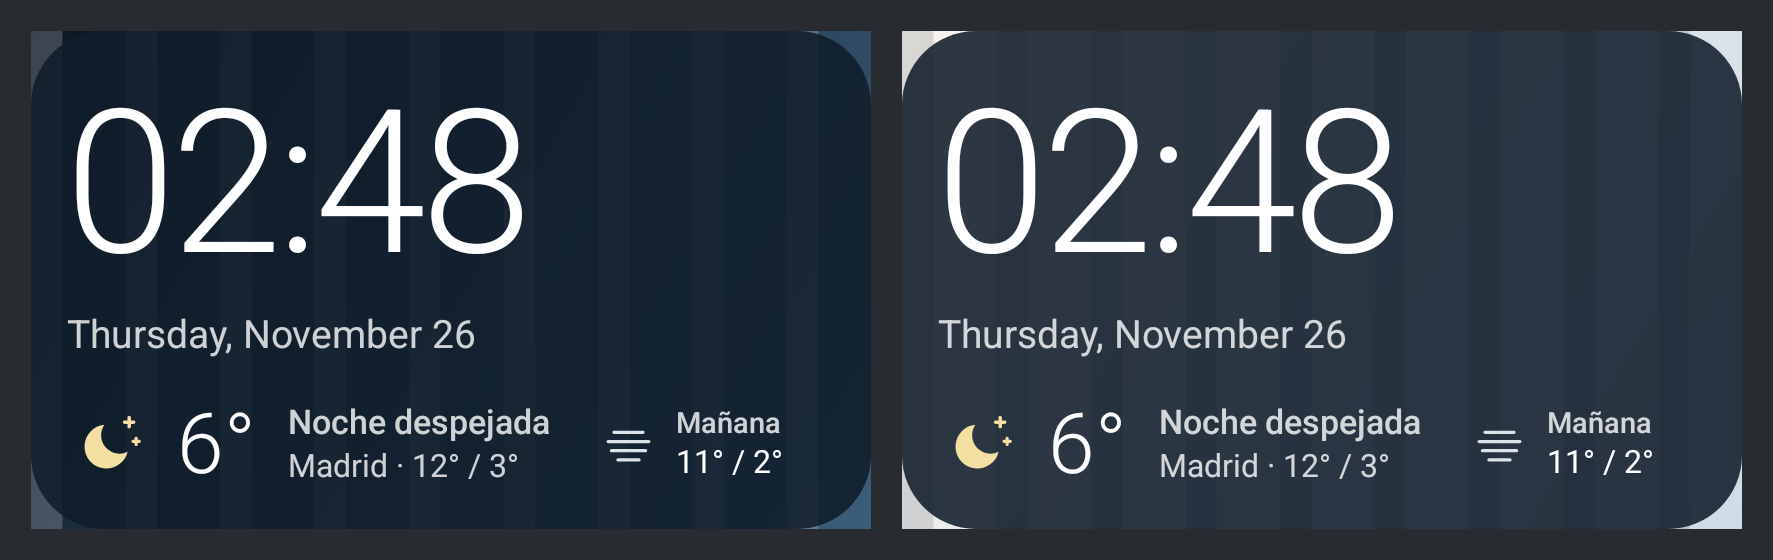 02:48
Thursday, November 26
6° Noche despejada
Madrid · 12° / 3°
Mañana
11° / 2°
02:48
Thursday, November 26
6° Noche despejada
Madrid · 12° / 3°
Mañana
11° / 2°